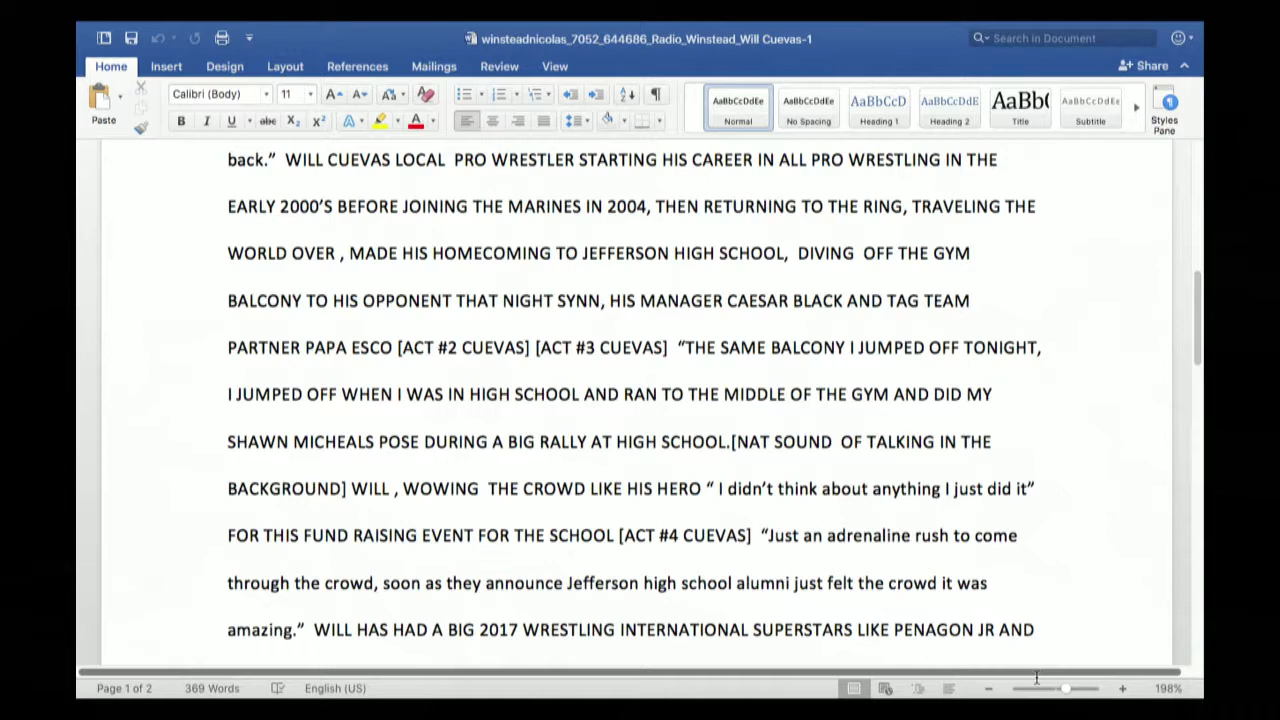 winsteadnicolas_7052_644686_Radio_Winstead_Will Cuevas-1
Search in Document
Home Insert Design Layout References Mailings Review View
Share
Calibri (Body) 11
Paste
B I U abc X2 X2 A A
AaBbCcDdEe AaBbCcDdEe AaBbCcD AaBbCcDdE AaBb( AaBbCcDdEe
Normal No Spacing Heading 1 Heading 2 Title Subtitle
Styles
Pane
back.” WILL CUEVAS LOCAL PRO WRESTLER STARTING HIS CAREER IN ALL PRO WRESTLING IN THE
EARLY 2000’S BEFORE JOINING THE MARINES IN 2004, THEN RETURNING TO THE RING, TRAVELING THE
WORLD OVER , MADE HIS HOMECOMING TO JEFFERSON HIGH SCHOOL, DIVING OFF THE GYM
BALCONY TO HIS OPPONENT THAT NIGHT SYNN, HIS MANAGER CAESAR BLACK AND TAG TEAM
PARTNER PAPA ESCO [ACT #2 CUEVAS] [ACT #3 CUEVAS] “THE SAME BALCONY I JUMPED OFF TONIGHT,
I JUMPED OFF WHEN I WAS IN HIGH SCHOOL AND RAN TO THE MIDDLE OF THE GYM AND DID MY
SHAWN MICHEALS POSE DURING A BIG RALLY AT HIGH SCHOOL.[NAT SOUND OF TALKING IN THE
BACKGROUND] WILL , WOWING THE CROWD LIKE HIS HERO “ I didn’t think about anything I just did it”
FOR THIS FUND RAISING EVENT FOR THE SCHOOL [ACT #4 CUEVAS] “Just an adrenaline rush to come
through the crowd, soon as they announce Jefferson high school alumni just felt the crowd it was
amazing.” WILL HAS HAD A BIG 2017 WRESTLING INTERNATIONAL SUPERSTARS LIKE PENAGON JR AND
Page 1 of 2 369 Words English (US) 198%